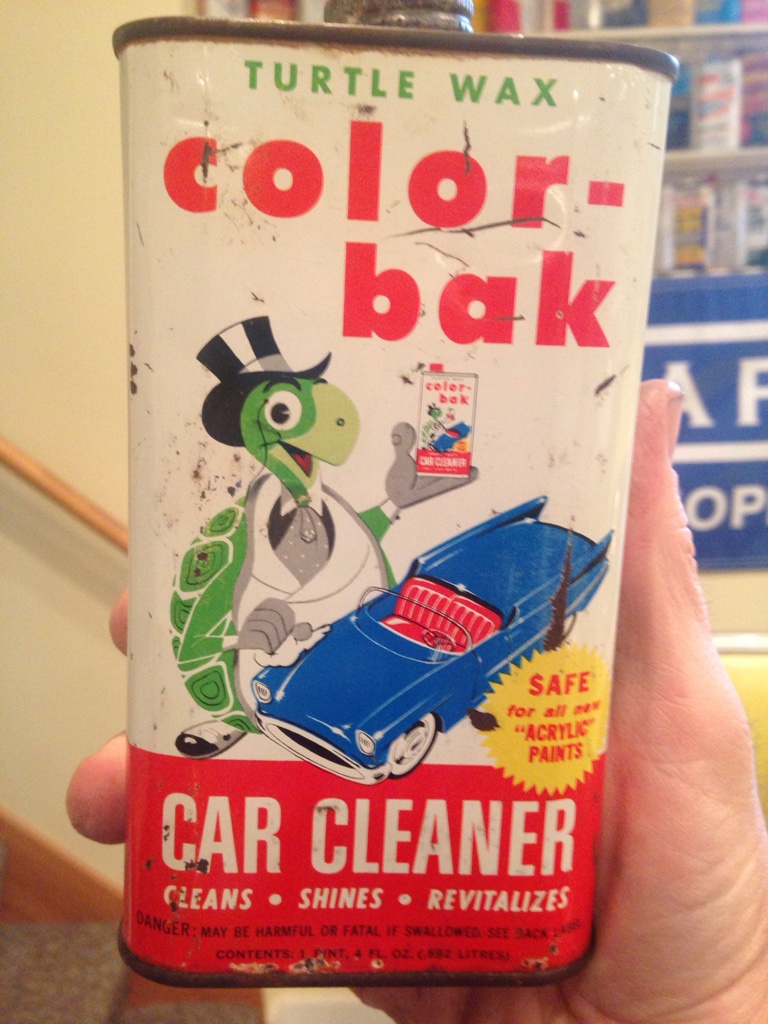 TURTLE WAX
color-
bak
color-
bak
CAR CLEANER
SAFE
for all new
"ACRYLIC"
PAINTS
CAR CLEANER
CLEANS • SHINES • REVITALIZES
DANGER: MAY BE HARMFUL OR FATAL IF SWALLOWED. SEE BACK LABEL
CONTENTS: 1 PINT, 4 FL. OZ. (.592 LITRES)